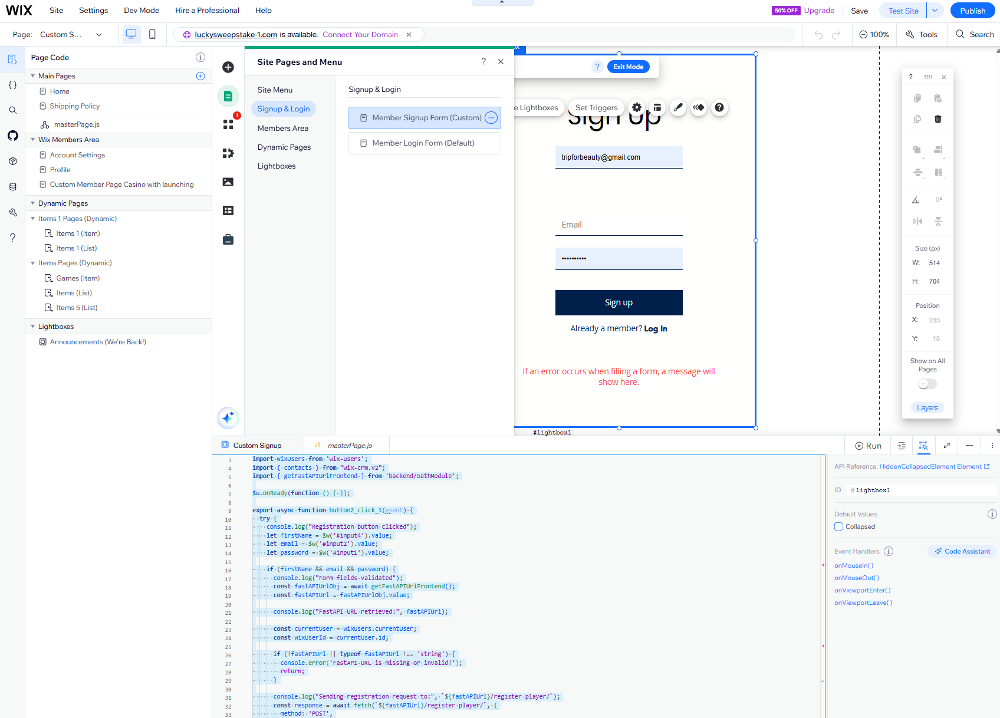 WIX
Site
Settings
Dev Mode
Hire a Professional
Help
50% OFF
Upgrade
Save
Test Site
Publish
Page:
Custom S...
luckysweepstake-1.com is available. Connect Your Domain
100%
Tools
Search
Page Code
Main Pages
Home
Shipping Policy
masterPage.js
Wix Members Area
Account Settings
Profile
Custom Member Page Casino with launching
Dynamic Pages
Items 1 Pages (Dynamic)
Items 1 (Item)
Items 1 (List)
Items Pages (Dynamic)
Games (Item)
Items (List)
Items 5 (List)
Lightboxes
Announcements (We're Back!)
1
Site Pages and Menu
?
Site Menu
Signup & Login
Members Area
Dynamic Pages
Lightboxes
Signup & Login
Member Signup Form (Custom)
Member Login Form (Default)
?
Exit Mode
e Lightboxes
Set Triggers
Sign up
tripforbeauty@gmail.com
Email
Sign up
Already a member? Log In
If an error occurs when filling a form, a message will
show here.
#lightbox1
?
0°
Size (px)
W: 514
H: 704
Position
X: 233
Y: 15
Show on All
Pages
Layers
Custom Signup
JS masterPage.js
Run
3 import wixUsers from 'wix-users';
4 import { contacts } from "wix-crm.v2";
5 import { getFastAPIUrlFrontend } from 'backend/oathModule';
6
7 $w.onReady(function () { });
8
9 export async function button2_click_1(event) {
10 try {
11 console.log("Registration button clicked");
12 let firstName = $w('#input4').value;
13 let email = $w('#input2').value;
14 let password = $w('#input1').value;
15
16 if (firstName && email && password) {
17 console.log("Form fields validated");
18 const fastAPIUrlObj = await getFastAPIUrlFrontend();
19 const fastAPIUrl = fastAPIUrlObj.value;
20
21 console.log("FastAPI URL retrieved:", fastAPIUrl);
22
23 const currentUser = wixUsers.currentUser;
24 const wixUserId = currentUser.id;
25
26 if (!fastAPIUrl || typeof fastAPIUrl !== 'string') {
27 console.error('FastAPI URL is missing or invalid!');
28 return;
29 }
30
31 console.log("Sending registration request to:", `${fastAPIUrl}/register-player/`);
32 const response = await fetch(`${fastAPIUrl}/register-player/`, {
33 method: 'POST',
API Reference: HiddenCollapsedElement Element
ID # lightbox1
Default Values
Collapsed
Event Handlers
Code Assistant
onMouseIn( )
onMouseOut( )
onViewportEnter( )
onViewportLeave( )